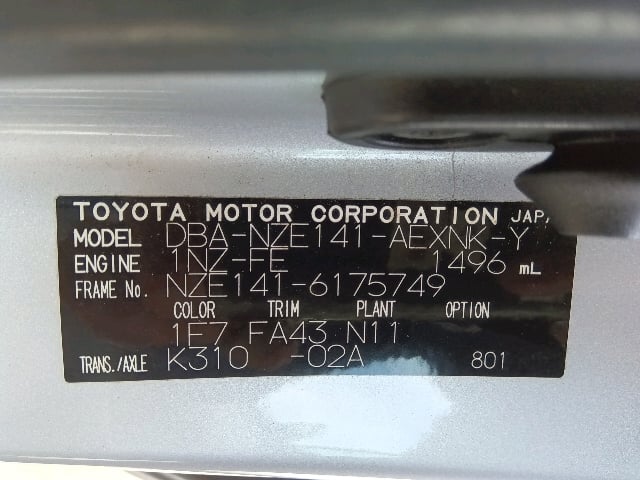 TOYOTA MOTOR CORPORATION JAP
MODEL DBA-NZE141-AEXNK-Y
ENGINE 1NZ-FE 1496 mL
FRAME No. NZE141-6175749
COLOR TRIM PLANT OPTION
1E7 FA43 N11
TRANS./AXLE K310 -02A 801